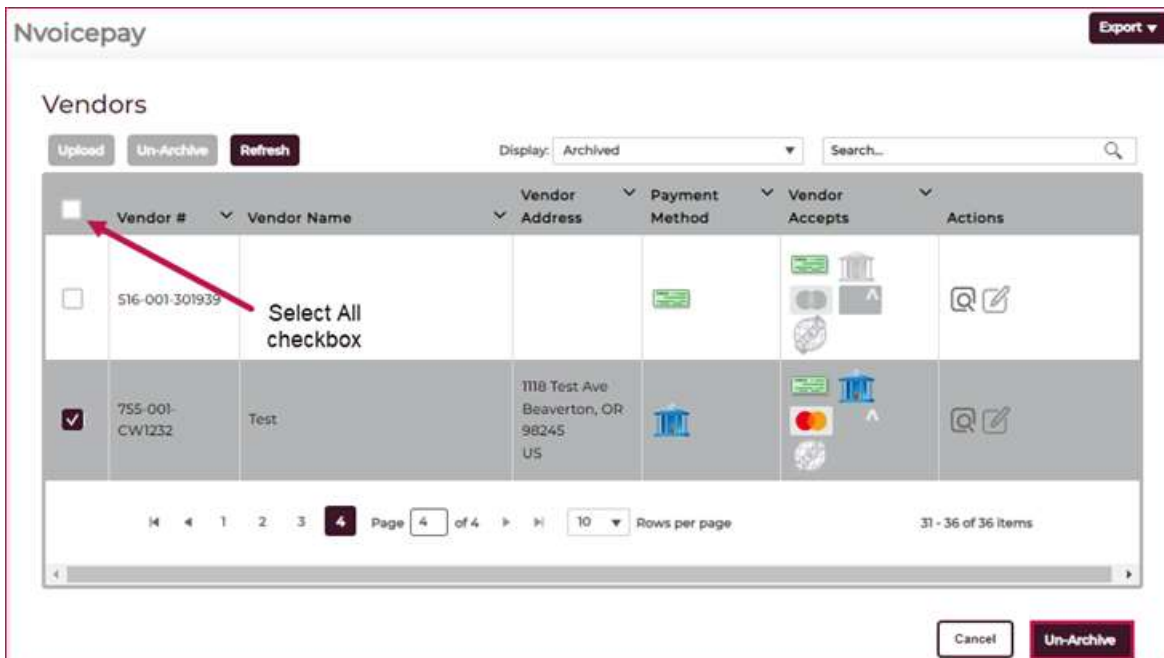 Nvoicepay
Export
Vendors
Upload Un-Archive Refresh Display: Archived Search...
Vendor # Vendor Name Vendor Address Payment Method Vendor Accepts Actions
516-001-301939
Select All
checkbox
755-001-
CW1232
Test
1118 Test Ave
Beaverton, OR
98245
US
1 2 3 4 Page 4 of 4 10 Rows per page 31 - 36 of 36 items
Cancel Un-Archive